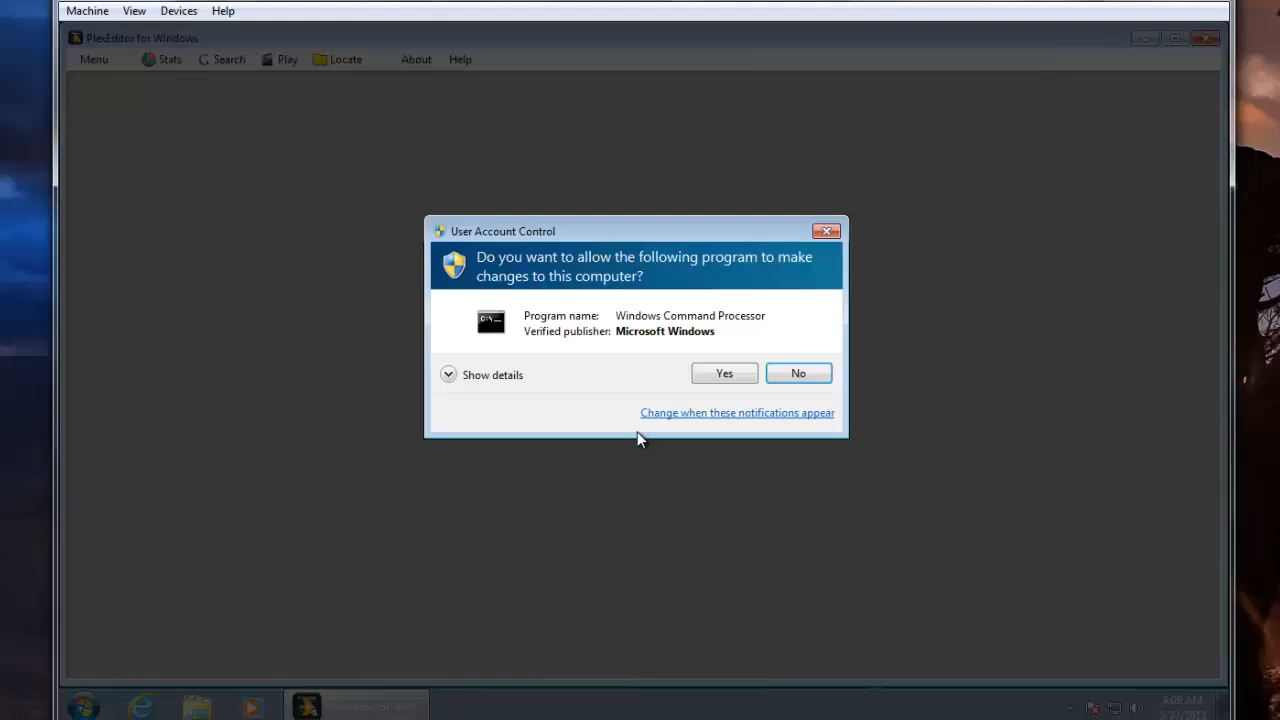 Machine View Devices Help
PlexEditor for Windows
Menu Stats Search Play Locate About Help
User Account Control
Do you want to allow the following program to make
changes to this computer?
Program name: Windows Command Processor
Verified publisher: Microsoft Windows
Show details
Yes
No
Change when these notifications appear
4:09 AM